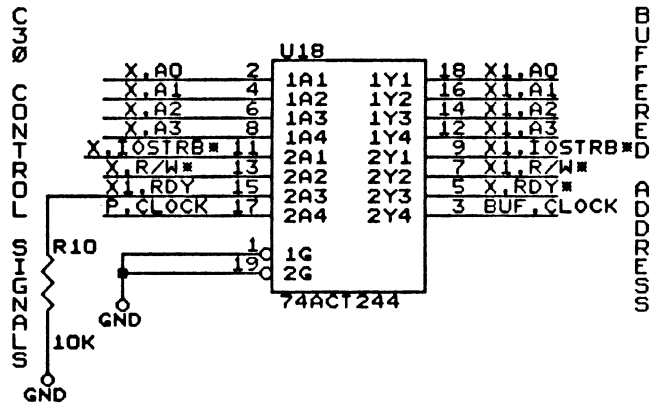 C30 CONTROL SIGNALS
BUFFERED ADDRESS
U18
X.A0 2 1A1 1Y1 18 X1.A0
X.A1 4 1A2 1Y2 16 X1.A1
X.A2 6 1A3 1Y3 14 X1.A2
X.A3 8 1A4 1Y4 12 X1.A3
X.IOSTRB* 11 2A1 2Y1 9 X1.IOSTRB*
X.R/W* 13 2A2 2Y2 7 X1.R/W*
X1.RDY 15 2A3 2Y3 5 X.RDY*
P.CLOCK 17 2A4 2Y4 3 BUF.CLOCK
R10
1 1G
19 2G
74ACT244
GND
10K
GND